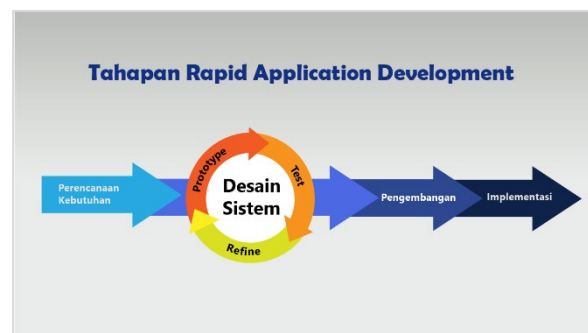 Tahapan Rapid Application Development
Perencanaan
Kebutuhan
Prototype
Desain
Sistem
Test
Refine
Pengembangan
Implementasi